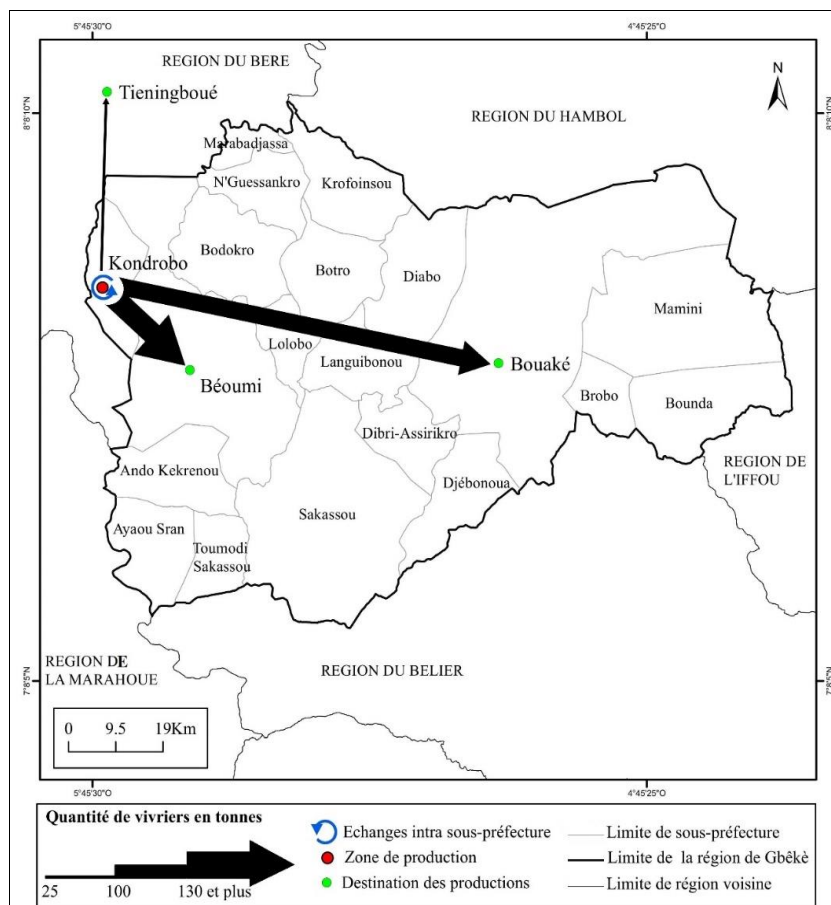 5°45'30"O
5°45'25"O
REGION DU BERE
N
Tieningboué
8°8'10"N
8°8'10"N
REGION DU HAMBOL
Marabadjassa
N'Guessankro
Krofoinsou
Bodokro
Kondrobo
Botro
Diabo
Mamini
Lolobo
Languibonou
Bouaké
Béoumi
Brobo
Bounda
Dibri-Assirikro
REGION DE
L'IFFOU
Ando Kekrenou
Djébonoua
Sakassou
Ayaou Sran
Toumodi
Sakassou
REGION DE
LA MARAHOUE
REGION DU BELIER
7°8'5"N
7°8'5"N
0 9.5 19Km
5°45'30"O
4°45'25"O
Quantité de vivriers en tonnes
25 100 130 et plus
Echanges intra sous-préfecture
Zone de production
Destination des productions
Limite de sous-préfecture
Limite de la région de Gbêkè
Limite de région voisine